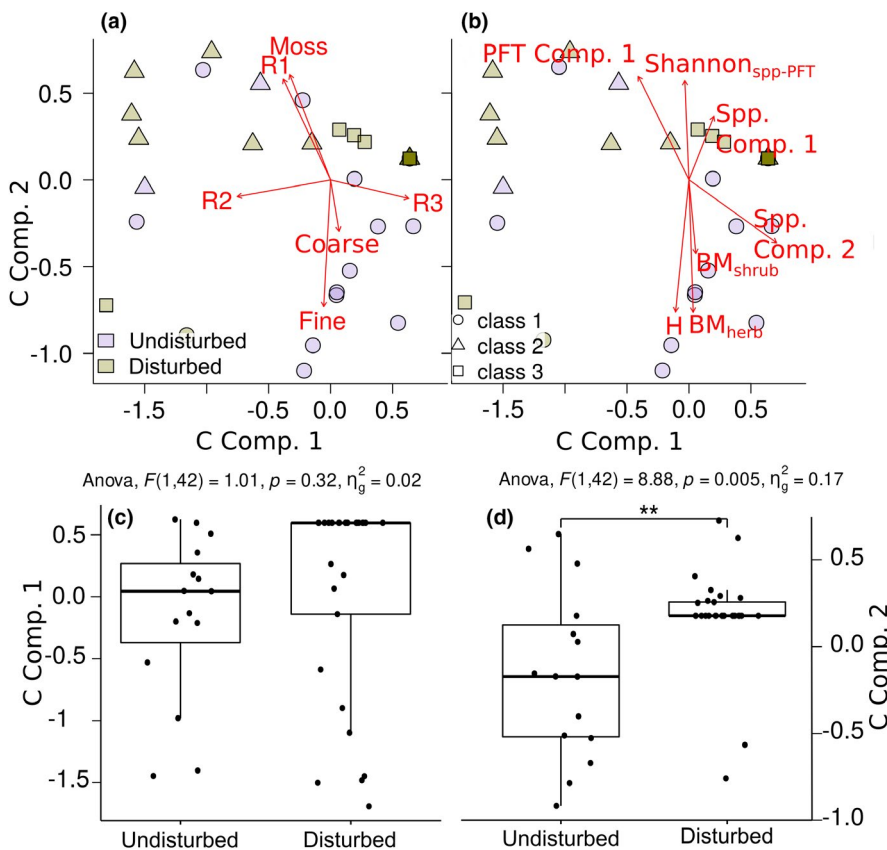 (a)
Moss
R1
R2
R3
Coarse
Fine
Undisturbed
Disturbed
0.5
0.0
-0.5
-1.0
C Comp. 2
-1.5
-0.5
0.5
C Comp. 1
(b)
PFT Comp. 1
Shannon spp-PFT
Spp.
Comp. 1
Spp.
Comp. 2
BM shrub
H
BM herb
class 1
class 2
class 3
-1.5
-0.5
0.5
C Comp. 1
Anova, F(1,42) = 1.01, p = 0.32, η²g = 0.02
(c)
0.5
0.0
-0.5
-1
-1.5
C Comp. 1
Undisturbed
Disturbed
Anova, F(1,42) = 8.88, p = 0.005, η²g = 0.17
(d)
**
0.5
0.0
-0.5
-1.0
C Comp. 2
Undisturbed
Disturbed